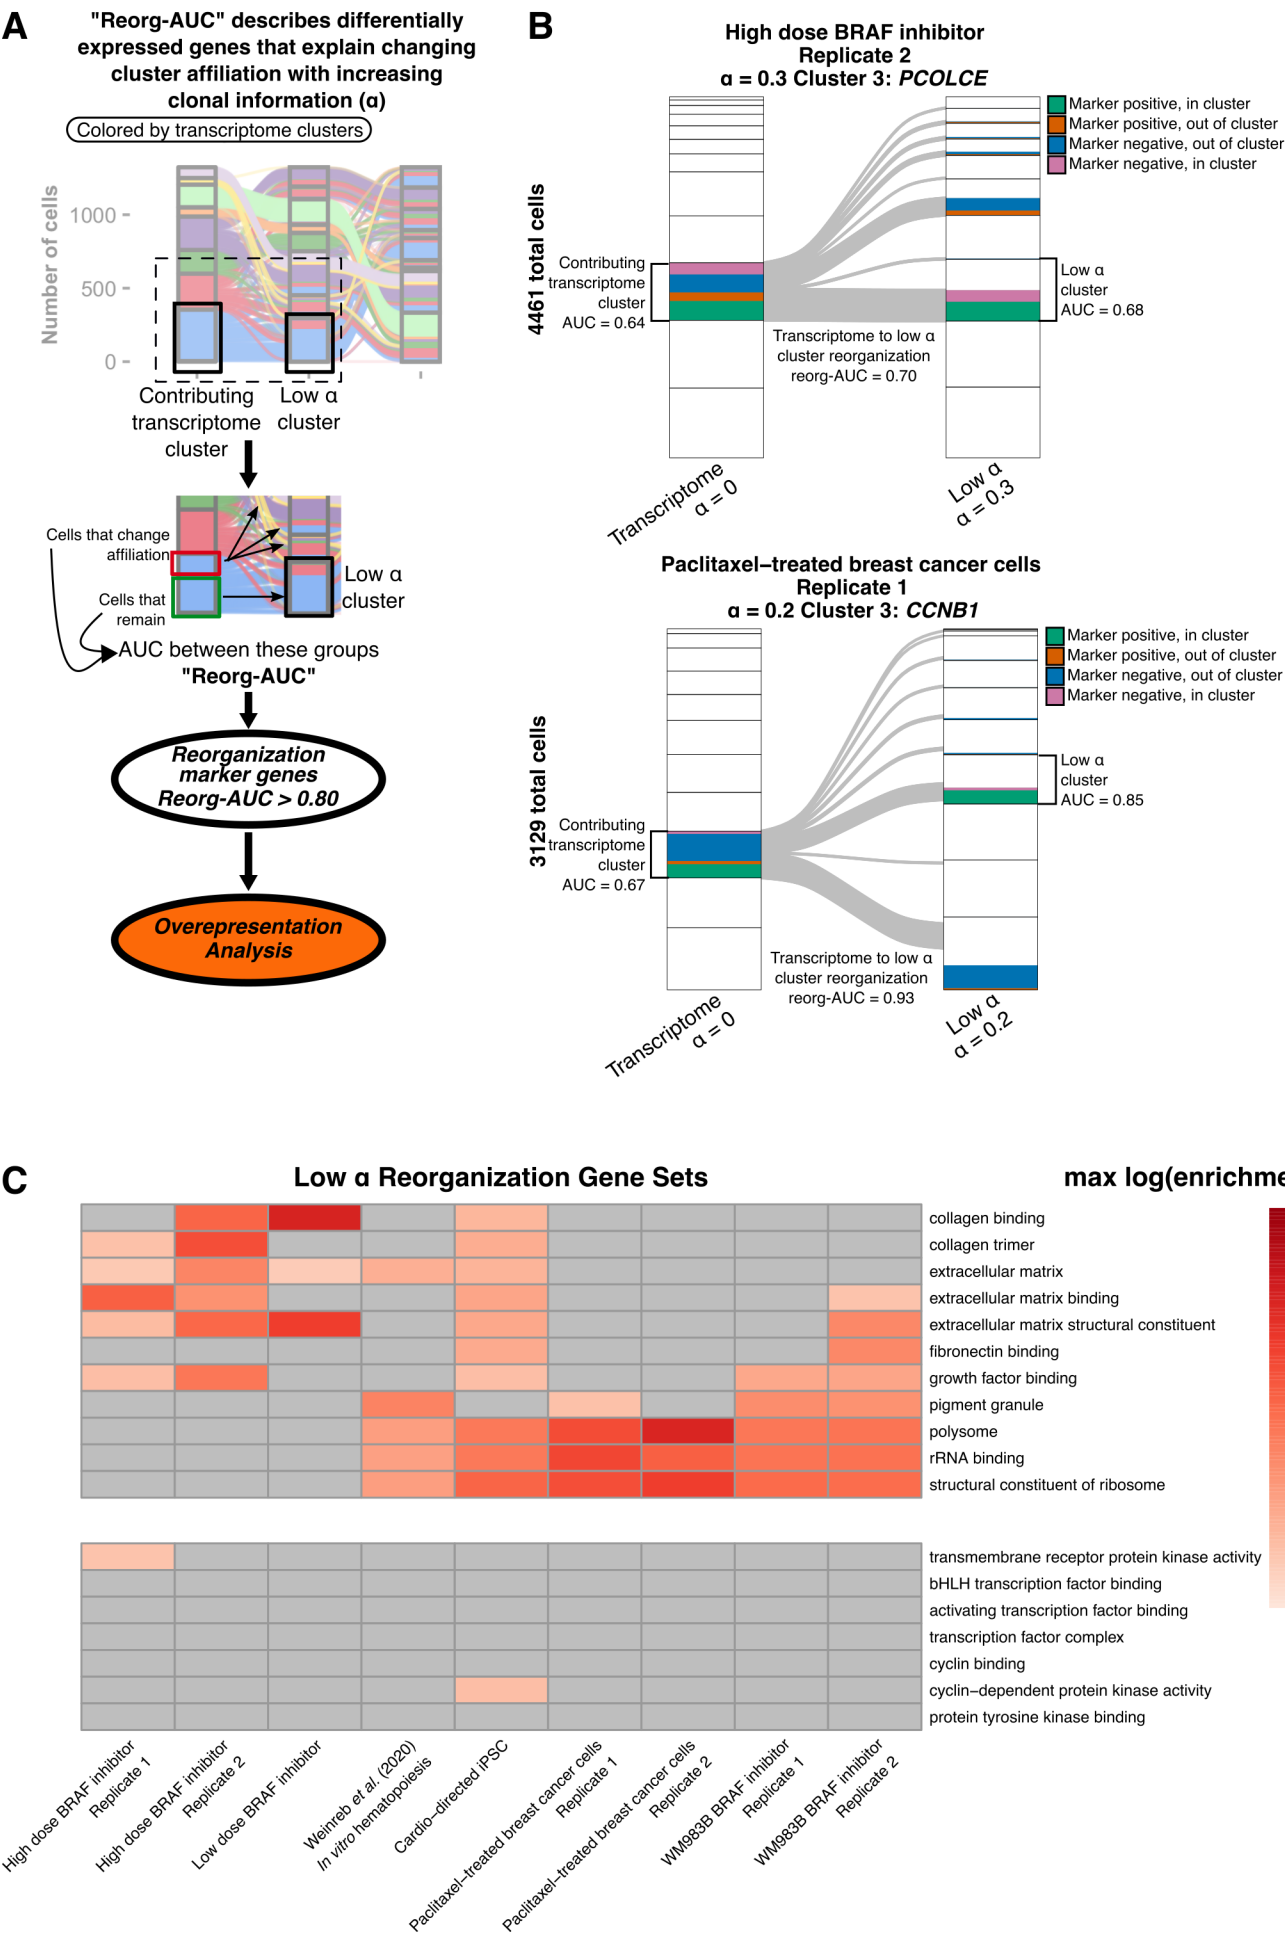 A
"Reorg-AUC" describes differentially
expressed genes that explain changing
cluster affiliation with increasing
clonal information (ɑ)
Colored by transcriptome clusters
Number of cells
1000
500
0
Contributing
transcriptome
cluster
Low ɑ
cluster
Cells that change
affiliation
Cells that
remain
Low ɑ
cluster
AUC between these groups
"Reorg-AUC"
Reorganization
marker genes
Reorg-AUC > 0.80
Overepresentation
Analysis
B
High dose BRAF inhibitor
Replicate 2
ɑ = 0.3 Cluster 3: PCOLCE
4461 total cells
Contributing
transcriptome
cluster
AUC = 0.64
Transcriptome to low ɑ
cluster reorganization
reorg-AUC = 0.70
Marker positive, in cluster
Marker positive, out of cluster
Marker negative, out of cluster
Marker negative, in cluster
Low ɑ
cluster
AUC = 0.68
Transcriptome
ɑ = 0
Low ɑ
ɑ = 0.3
Paclitaxel−treated breast cancer cells
Replicate 1
ɑ = 0.2 Cluster 3: CCNB1
3129 total cells
Contributing
transcriptome
cluster
AUC = 0.67
Transcriptome to low ɑ
cluster reorganization
reorg-AUC = 0.93
Marker positive, in cluster
Marker positive, out of cluster
Marker negative, out of cluster
Marker negative, in cluster
Low ɑ
cluster
AUC = 0.85
Transcriptome
ɑ = 0
Low ɑ
ɑ = 0.2
C
Low ɑ Reorganization Gene Sets
max log(enrichme
collagen binding
collagen trimer
extracellular matrix
extracellular matrix binding
extracellular matrix structural constituent
fibronectin binding
growth factor binding
pigment granule
polysome
rRNA binding
structural constituent of ribosome
transmembrane receptor protein kinase activity
bHLH transcription factor binding
activating transcription factor binding
transcription factor complex
cyclin binding
cyclin−dependent protein kinase activity
protein tyrosine kinase binding
High dose BRAF inhibitor
Replicate 1
High dose BRAF inhibitor
Replicate 2
Low dose BRAF inhibitor
Weinreb et al. (2020)
In vitro hematopoiesis
Cardio−directed iPSC
Paclitaxel−treated breast cancer cells
Replicate 1
Paclitaxel−treated breast cancer cells
Replicate 2
WM983B BRAF inhibitor
Replicate 1
WM983B BRAF inhibitor
Replicate 2